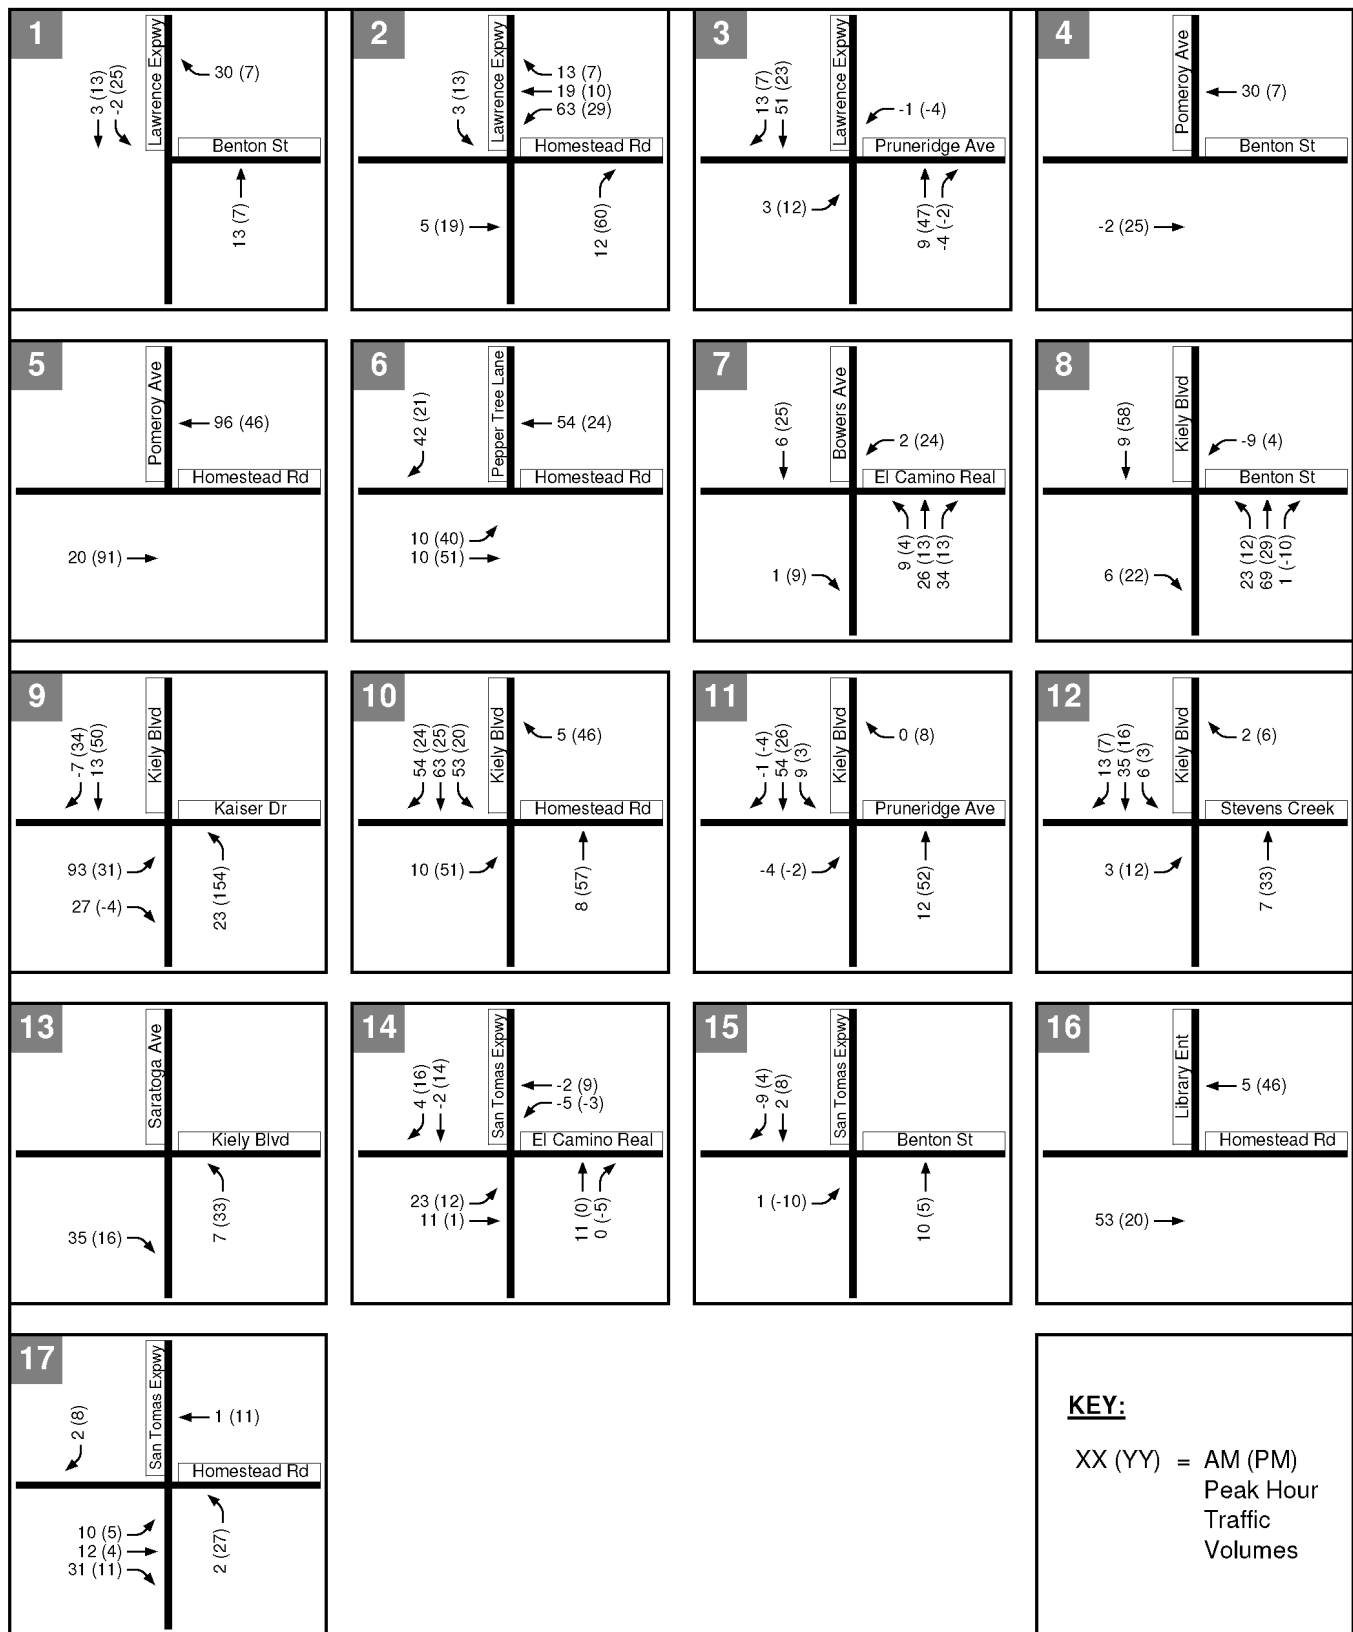 1
Lawrence Expwy
3 (13)
-2 (25)
30 (7)
Benton St
13 (7)
2
Lawrence Expwy
3 (13)
13 (7)
19 (10)
63 (29)
Homestead Rd
5 (19)
12 (60)
3
Lawrence Expwy
13 (7)
51 (23)
-1 (-4)
Pruneridge Ave
3 (12)
9 (47)
-4 (-2)
4
Pomeroy Ave
30 (7)
Benton St
-2 (25)
5
Pomeroy Ave
96 (46)
Homestead Rd
20 (91)
6
Pepper Tree Lane
42 (21)
54 (24)
Homestead Rd
10 (40)
10 (51)
7
Bowers Ave
6 (25)
2 (24)
El Camino Real
1 (9)
9 (4)
26 (13)
34 (13)
8
Kiely Blvd
9 (58)
-9 (4)
Benton St
6 (22)
23 (12)
69 (29)
1 (-10)
9
Kiely Blvd
-7 (34)
13 (50)
Kaiser Dr
93 (31)
27 (-4)
23 (154)
10
Kiely Blvd
54 (24)
63 (25)
53 (20)
5 (46)
Homestead Rd
10 (51)
8 (57)
11
Kiely Blvd
-1 (-4)
54 (26)
9 (3)
0 (8)
Pruneridge Ave
-4 (-2)
12 (52)
12
Kiely Blvd
13 (7)
35 (16)
6 (3)
2 (6)
Stevens Creek
3 (12)
7 (33)
13
Saratoga Ave
Kiely Blvd
35 (16)
7 (33)
14
San Tomas Expwy
4 (16)
-2 (14)
-2 (9)
-5 (-3)
El Camino Real
23 (12)
11 (1)
11 (0)
0 (-5)
15
San Tomas Expwy
-9 (4)
2 (8)
Benton St
1 (-10)
10 (5)
16
Library Ent
5 (46)
Homestead Rd
53 (20)
17
San Tomas Expwy
2 (8)
1 (11)
Homestead Rd
10 (5)
12 (4)
31 (11)
2 (27)
KEY:
XX (YY) = AM (PM)
Peak Hour
Traffic
Volumes